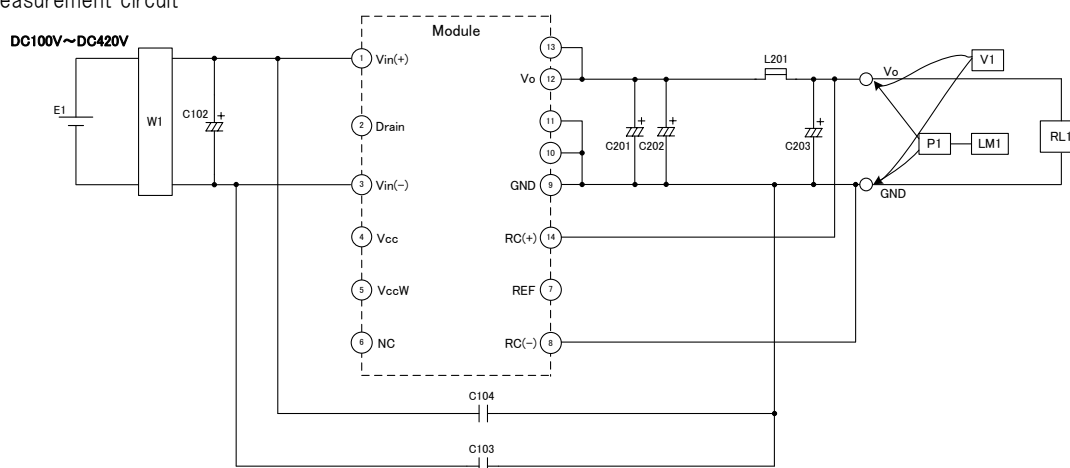 easurement circuit
DC100V～DC420V
Module
E1
W1
C102
+
1
Vin(+)
2
Drain
3
Vin(-)
4
Vcc
5
VccW
6
NC
13
Vo
12
11
10
GND
9
RC(+)
14
REF
7
RC(-)
8
C201
+
C202
+
L201
C203
+
Vo
GND
V1
P1
LM1
RL1
C104
C103